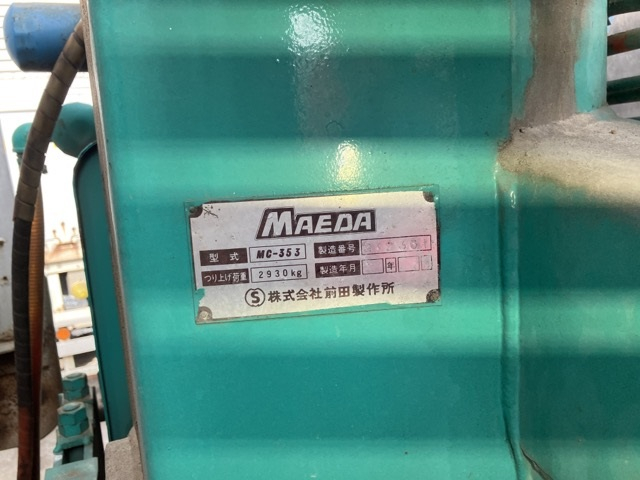 MAEDA
型式 MC-353 製造番号
つり上げ荷重 2930kg 製造年月 年
Ⓢ株式会社前田製作所